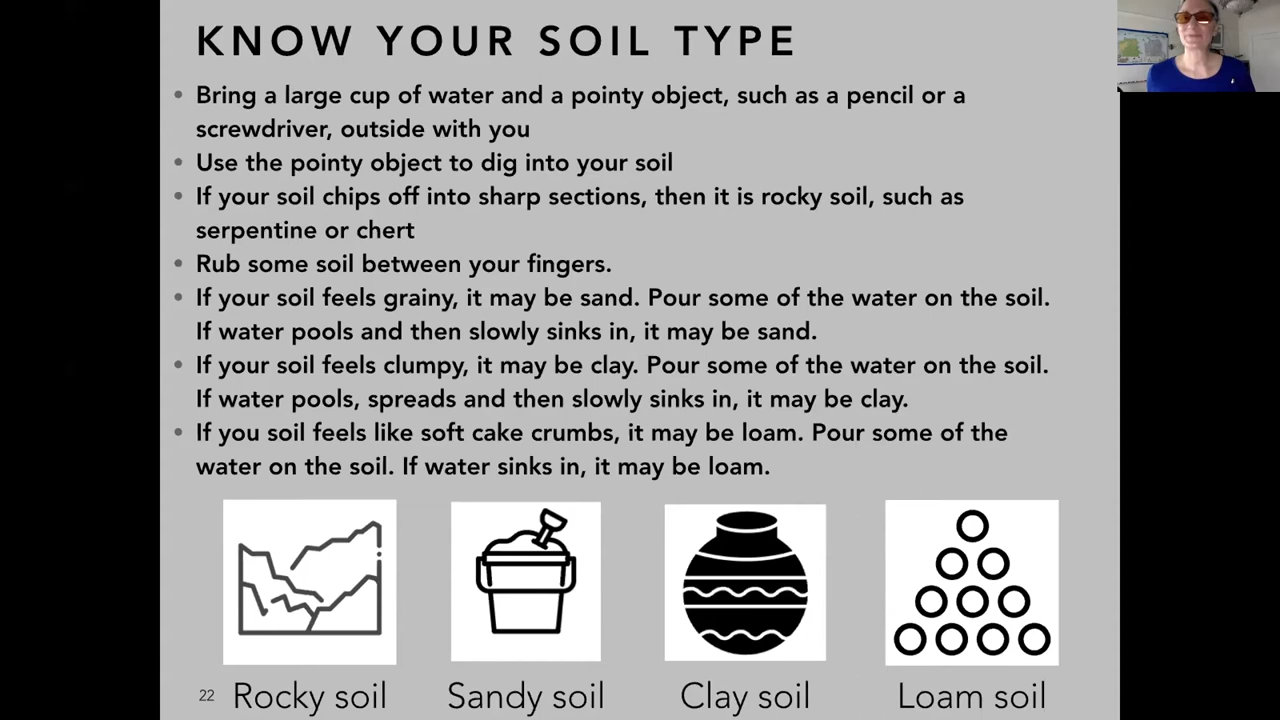 KNOW YOUR SOIL TYPE
• Bring a large cup of water and a pointy object, such as a pencil or a
screwdriver, outside with you
• Use the pointy object to dig into your soil
• If your soil chips off into sharp sections, then it is rocky soil, such as
serpentine or chert
• Rub some soil between your fingers.
• If your soil feels grainy, it may be sand. Pour some of the water on the soil.
If water pools and then slowly sinks in, it may be sand.
• If your soil feels clumpy, it may be clay. Pour some of the water on the soil.
If water pools, spreads and then slowly sinks in, it may be clay.
• If you soil feels like soft cake crumbs, it may be loam. Pour some of the
water on the soil. If water sinks in, it may be loam.
22 Rocky soil Sandy soil Clay soil Loam soil